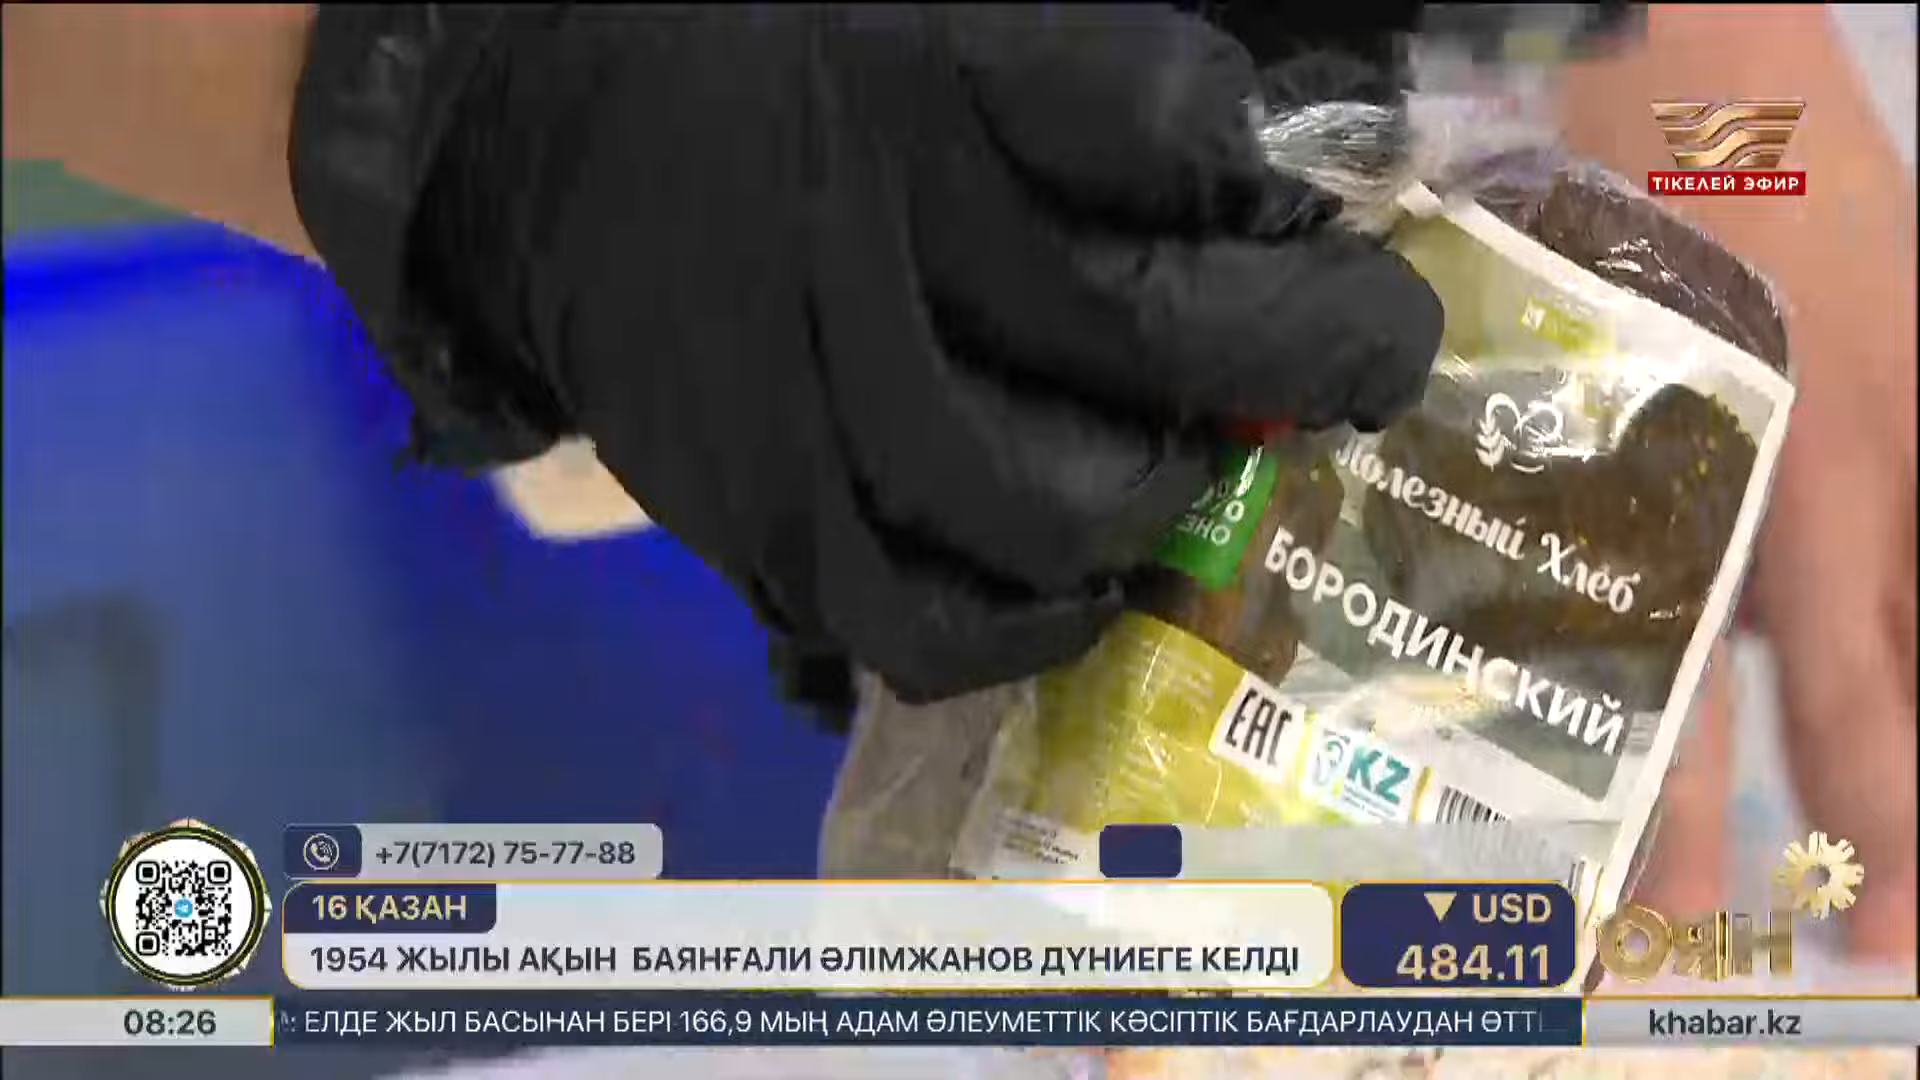 ТІКЕЛЕЙ ЭФИР
Полезный Хлеб
БОРОДИНСКИЙ
EAC
KZ
+7(7172) 75-77-88
16 ҚАЗАН
1954 ЖЫЛЫ АҚЫН БАЯНҒАЛИ ӘЛІМЖАНОВ ДҮНИЕГЕ КЕЛДІ
▼ USD
484.11
ОЯН
08:26
ЕЛДЕ ЖЫЛ БАСЫНАН БЕРІ 166,9 МЫҢ АДАМ ӘЛЕУМЕТТІК КӘСІПТІК БАҒДАРЛАУДАН ӨТТІ
khabar.kz